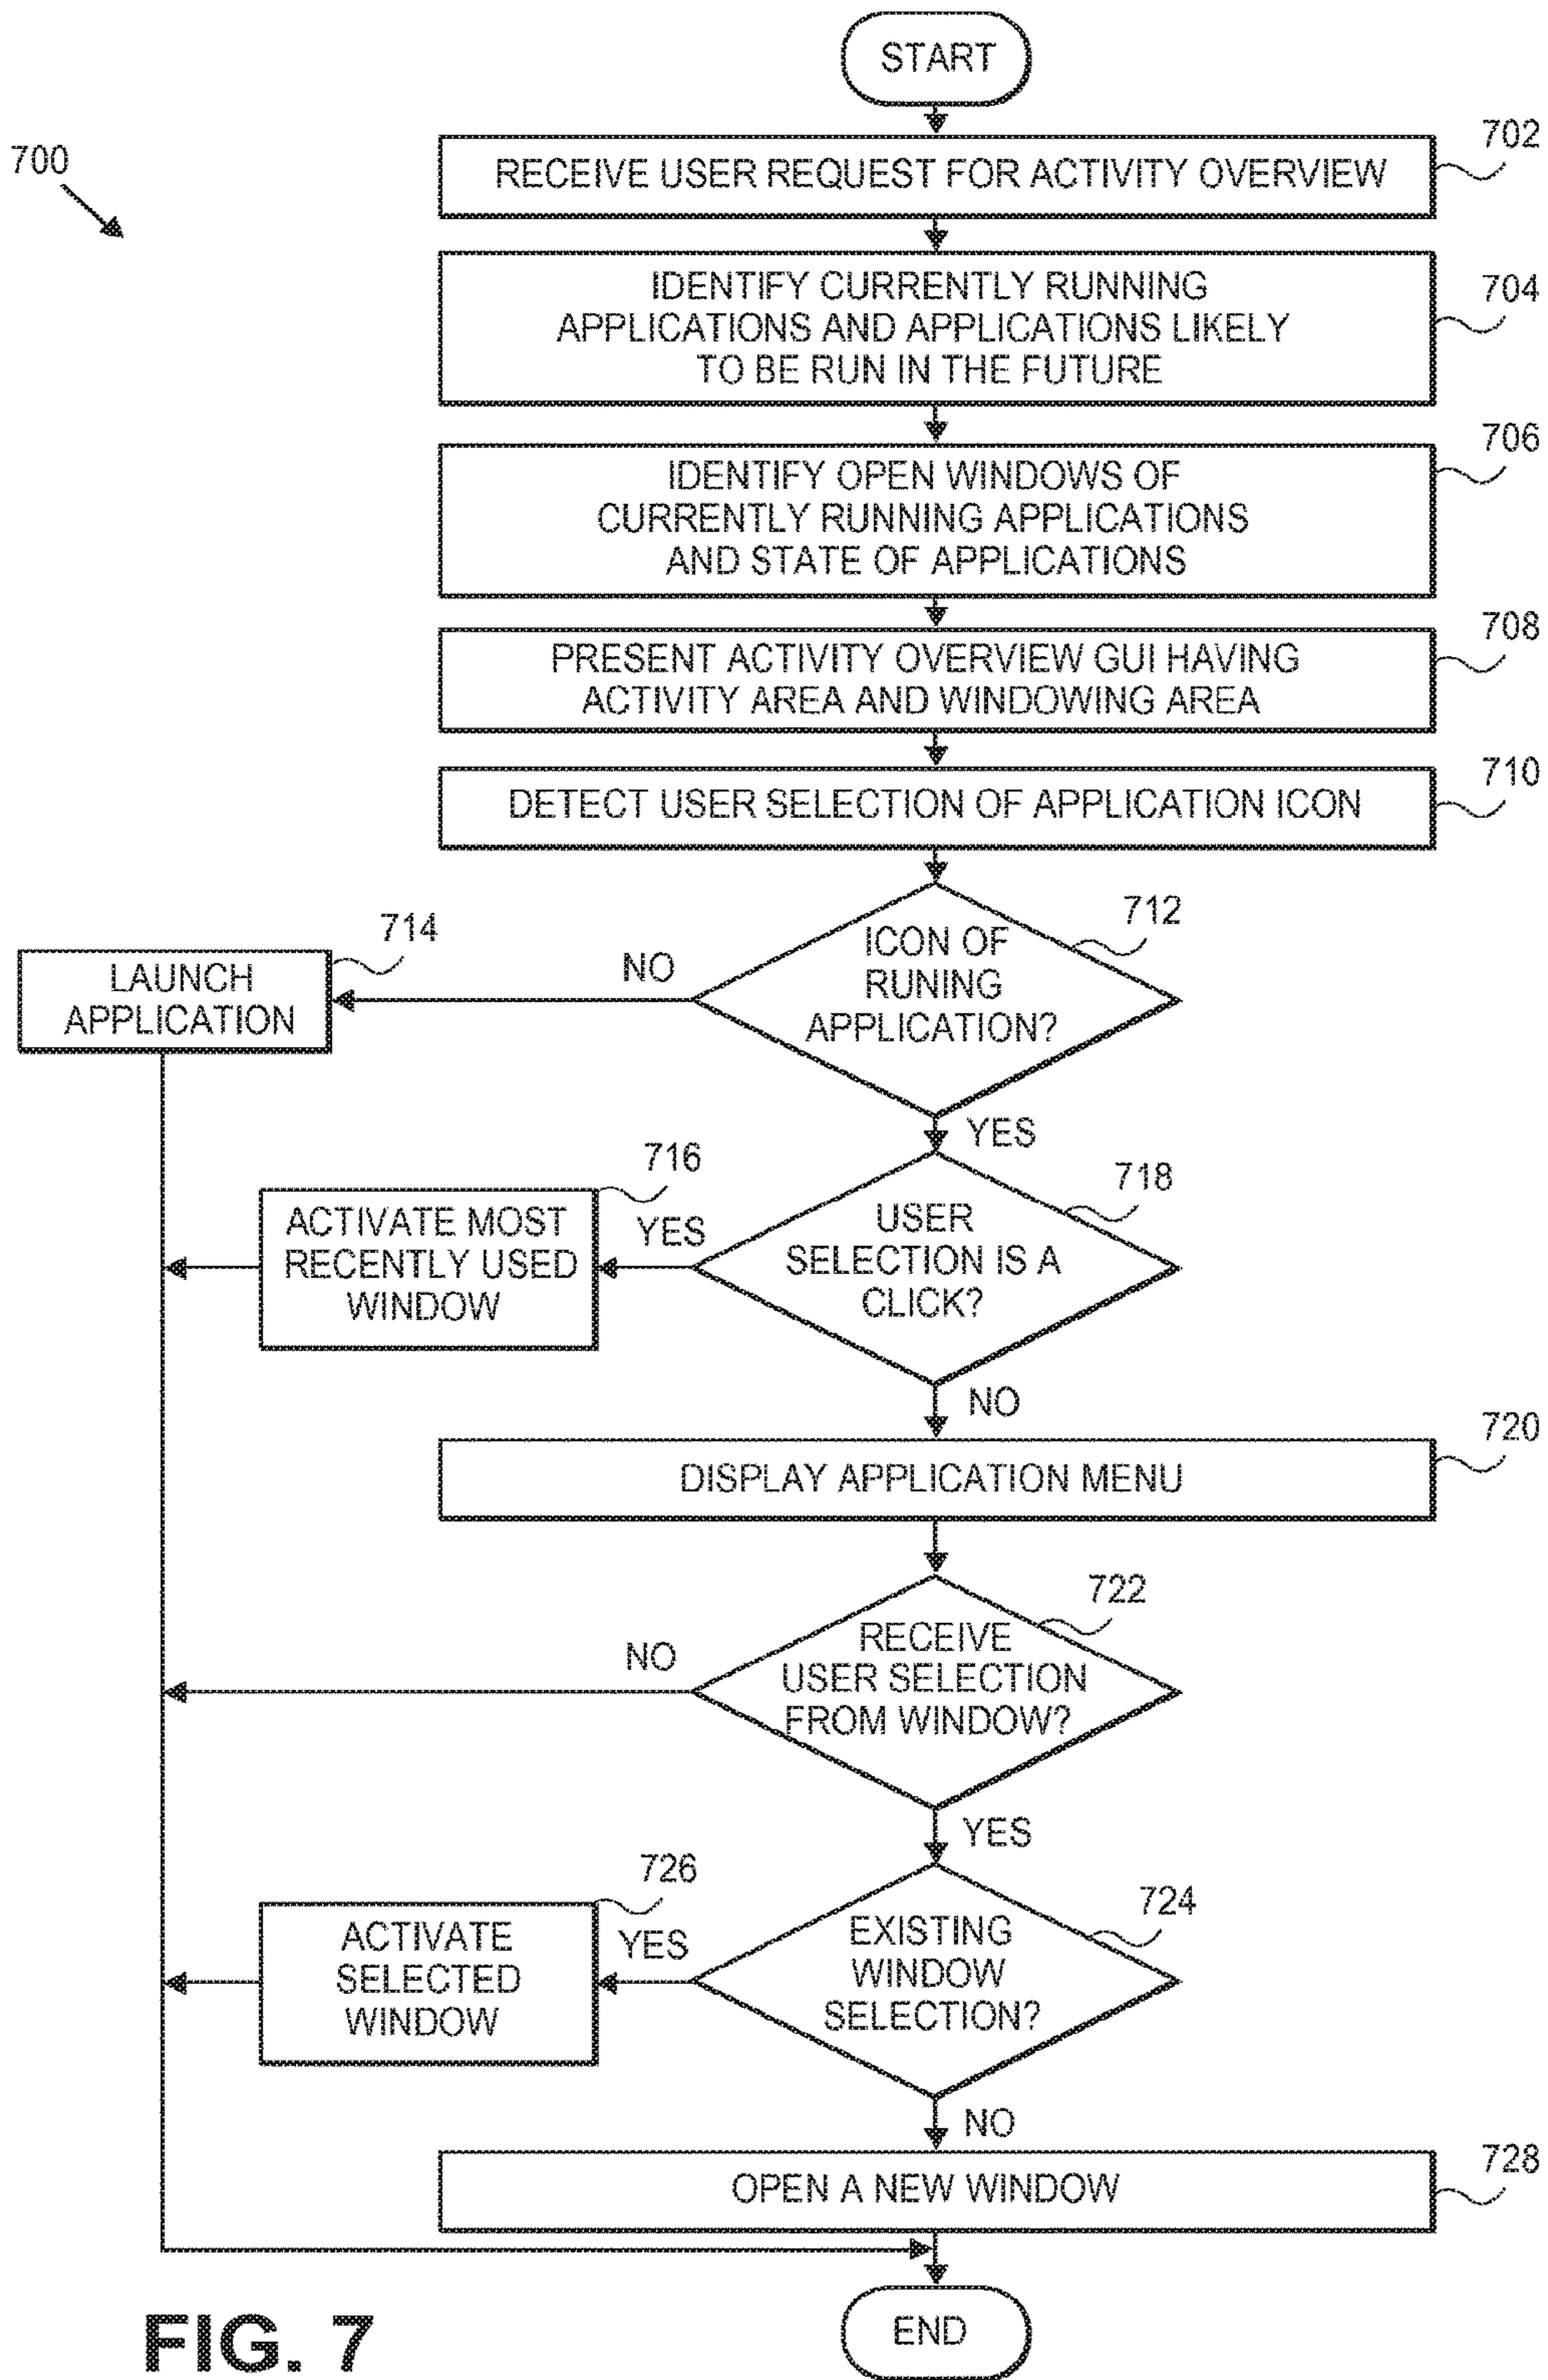 START
702
700
RECEIVE USER REQUEST FOR ACTIVITY OVERVIEW
704
IDENTIFY CURRENTLY RUNNING
APPLICATIONS AND APPLICATIONS LIKELY
TO BE RUN IN THE FUTURE
706
IDENTIFY OPEN WINDOWS OF
CURRENTLY RUNNING APPLICATIONS
AND STATE OF APPLICATIONS
708
PRESENT ACTIVITY OVERVIEW GUI HAVING
ACTIVITY AREA AND WINDOWING AREA
710
DETECT USER SELECTION OF APPLICATION ICON
712
ICON OF
RUNING
APPLICATION?
NO
714
LAUNCH
APPLICATION
YES
718
USER
SELECTION IS A
CLICK?
YES
716
ACTIVATE MOST
RECENTLY USED
WINDOW
NO
720
DISPLAY APPLICATION MENU
722
RECEIVE
USER SELECTION
FROM WINDOW?
NO
YES
724
EXISTING
WINDOW
SELECTION?
YES
726
ACTIVATE
SELECTED
WINDOW
NO
728
OPEN A NEW WINDOW
END
FIG. 7